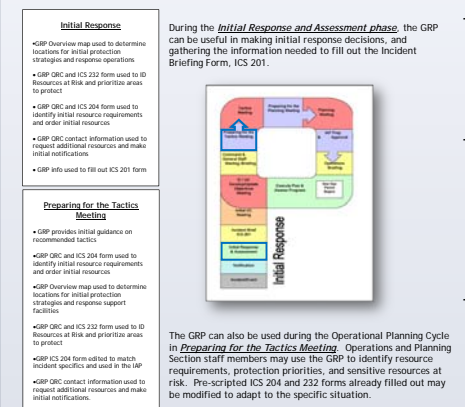 Initial Response
•GRP Overview map used to determine
locations for initial protection
strategies and response operations
• GRP QRC and ICS 232 form used to ID
Resources at Risk and prioritize areas
to protect
• GRP QRC and ICS 204 form used to
identify initial resource requirements
and order initial resources
• GRP QRC contact information used to
request additional resources and make
initial notifications
• GRP info used to fill out ICS 201 form
Preparing for the Tactics
Meeting
• GRP provides initial guidance on
recommended tactics
•GRP QRC and ICS 204 form used to
identify initial resource requirements
and order initial resources
•GRP Overview map used to determine
locations for initial protection
strategies and response support
facilities
•GRP QRC and ICS 232 form used to ID
Resources at Risk and prioritize areas
to protect
•GRP ICS 204 form edited to match
incident specifics and used in the IAP
•GRP QRC contact information used to
request additional resources and make
initial notifications.
During the Initial Response and Assessment phase, the GRP
can be useful in making initial response decisions, and
gathering the information needed to fill out the Incident
Briefing Form, ICS 201.
Tactics
Meeting
Preparing for the
Planning Meeting
Planning
Meeting
Preparing for the
Tactics Meeting
IAP Prep
& Approval
Operations
Briefing
Execute Plan &
Assess Progress
Initial Response
& Assessment
Notification
Initial Response
The GRP can also be used during the Operational Planning Cycle
in Preparing for the Tactics Meeting. Operations and Planning
Section staff members may use the GRP to identify resource
requirements, protection priorities, and sensitive resources at
risk. Pre-scripted ICS 204 and 232 forms already filled out may
be modified to adapt to the specific situation.